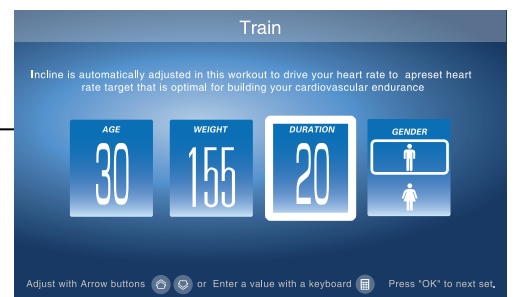 Train
Incline is automatically adjusted in this workout to drive your heart rate to apreset heart
rate target that is optimal for building your cardiovascular endurance
AGE WEIGHT DURATION GENDER
30 155 20
Adjust with Arrow buttons or Enter a value with a keyboard Press "OK" to next set.